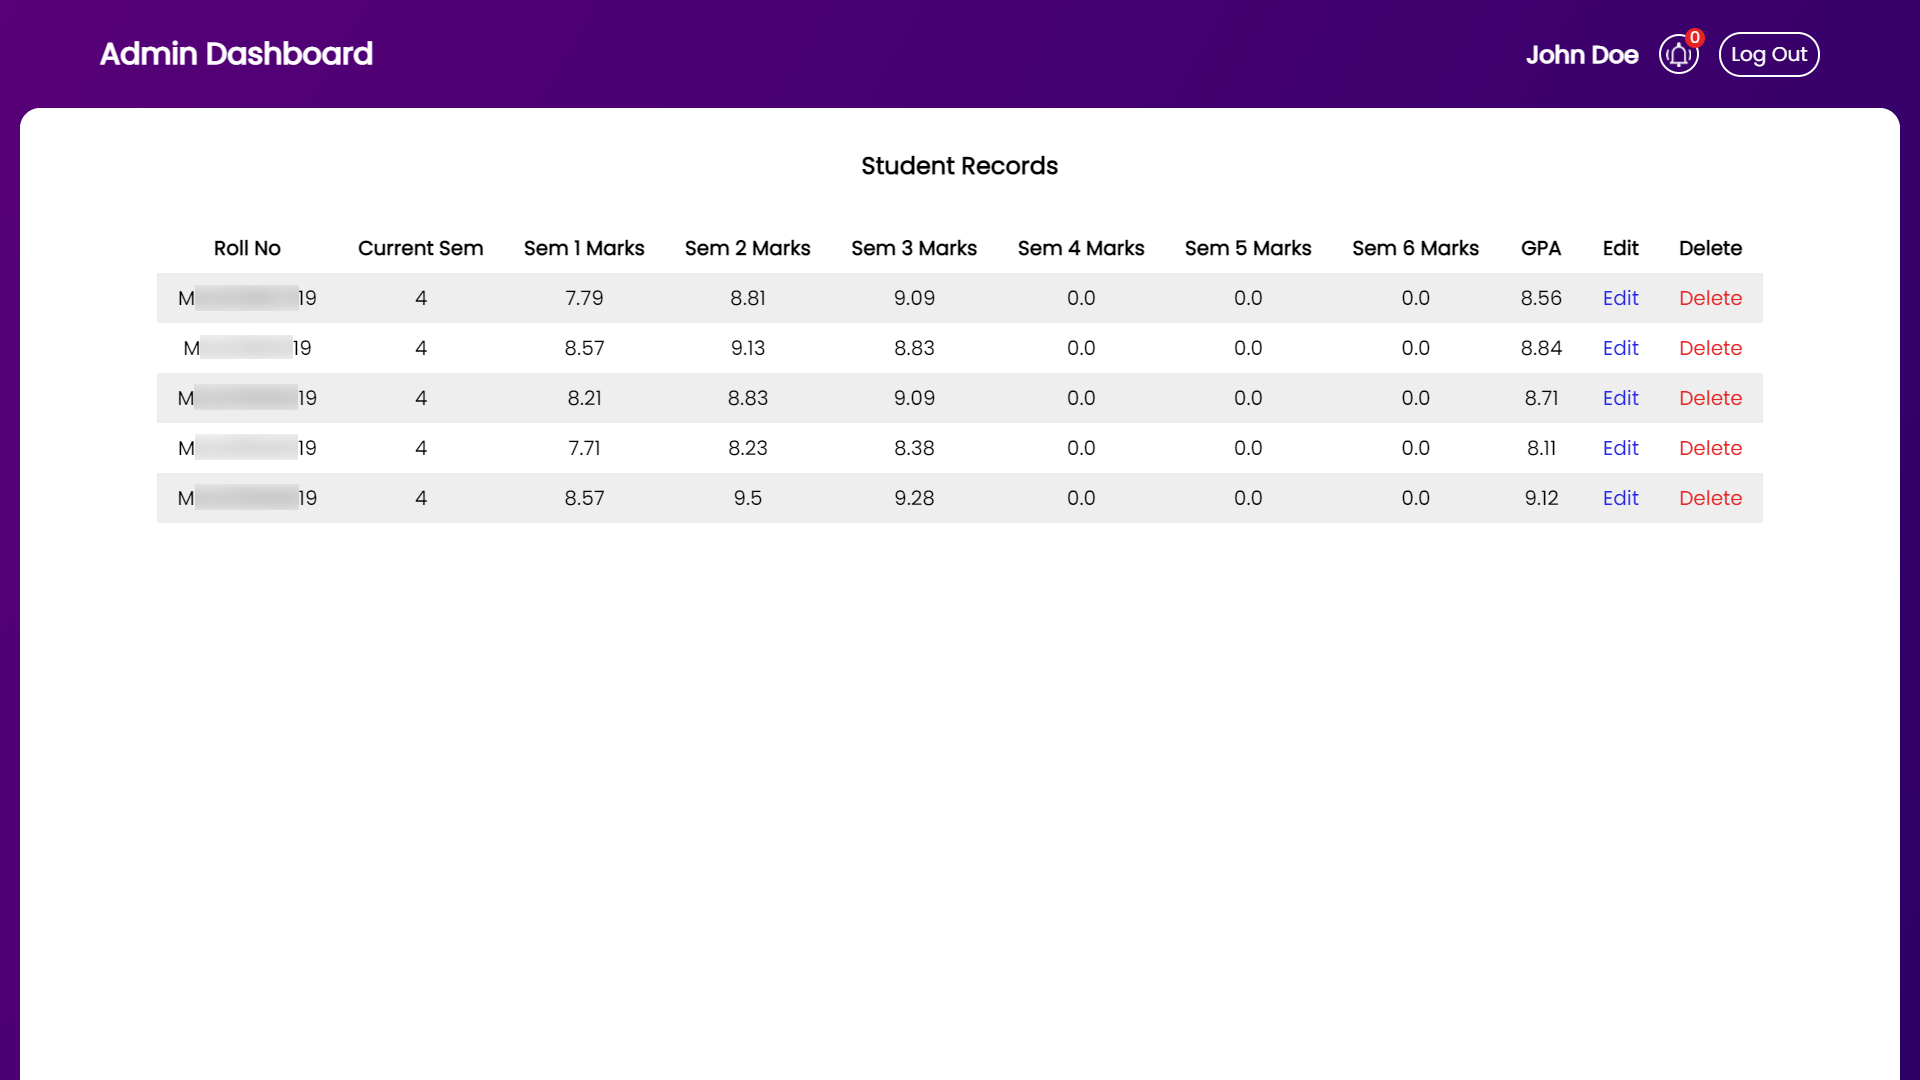 Admin Dashboard
John Doe 0 Log Out
Student Records
Roll No Current Sem Sem 1 Marks Sem 2 Marks Sem 3 Marks Sem 4 Marks Sem 5 Marks Sem 6 Marks GPA Edit Delete
M 19 4 7.79 8.81 9.09 0.0 0.0 0.0 8.56 Edit Delete
M 19 4 8.57 9.13 8.83 0.0 0.0 0.0 8.84 Edit Delete
M 19 4 8.21 8.83 9.09 0.0 0.0 0.0 8.71 Edit Delete
M 19 4 7.71 8.23 8.38 0.0 0.0 0.0 8.11 Edit Delete
M 19 4 8.57 9.5 9.28 0.0 0.0 0.0 9.12 Edit Delete